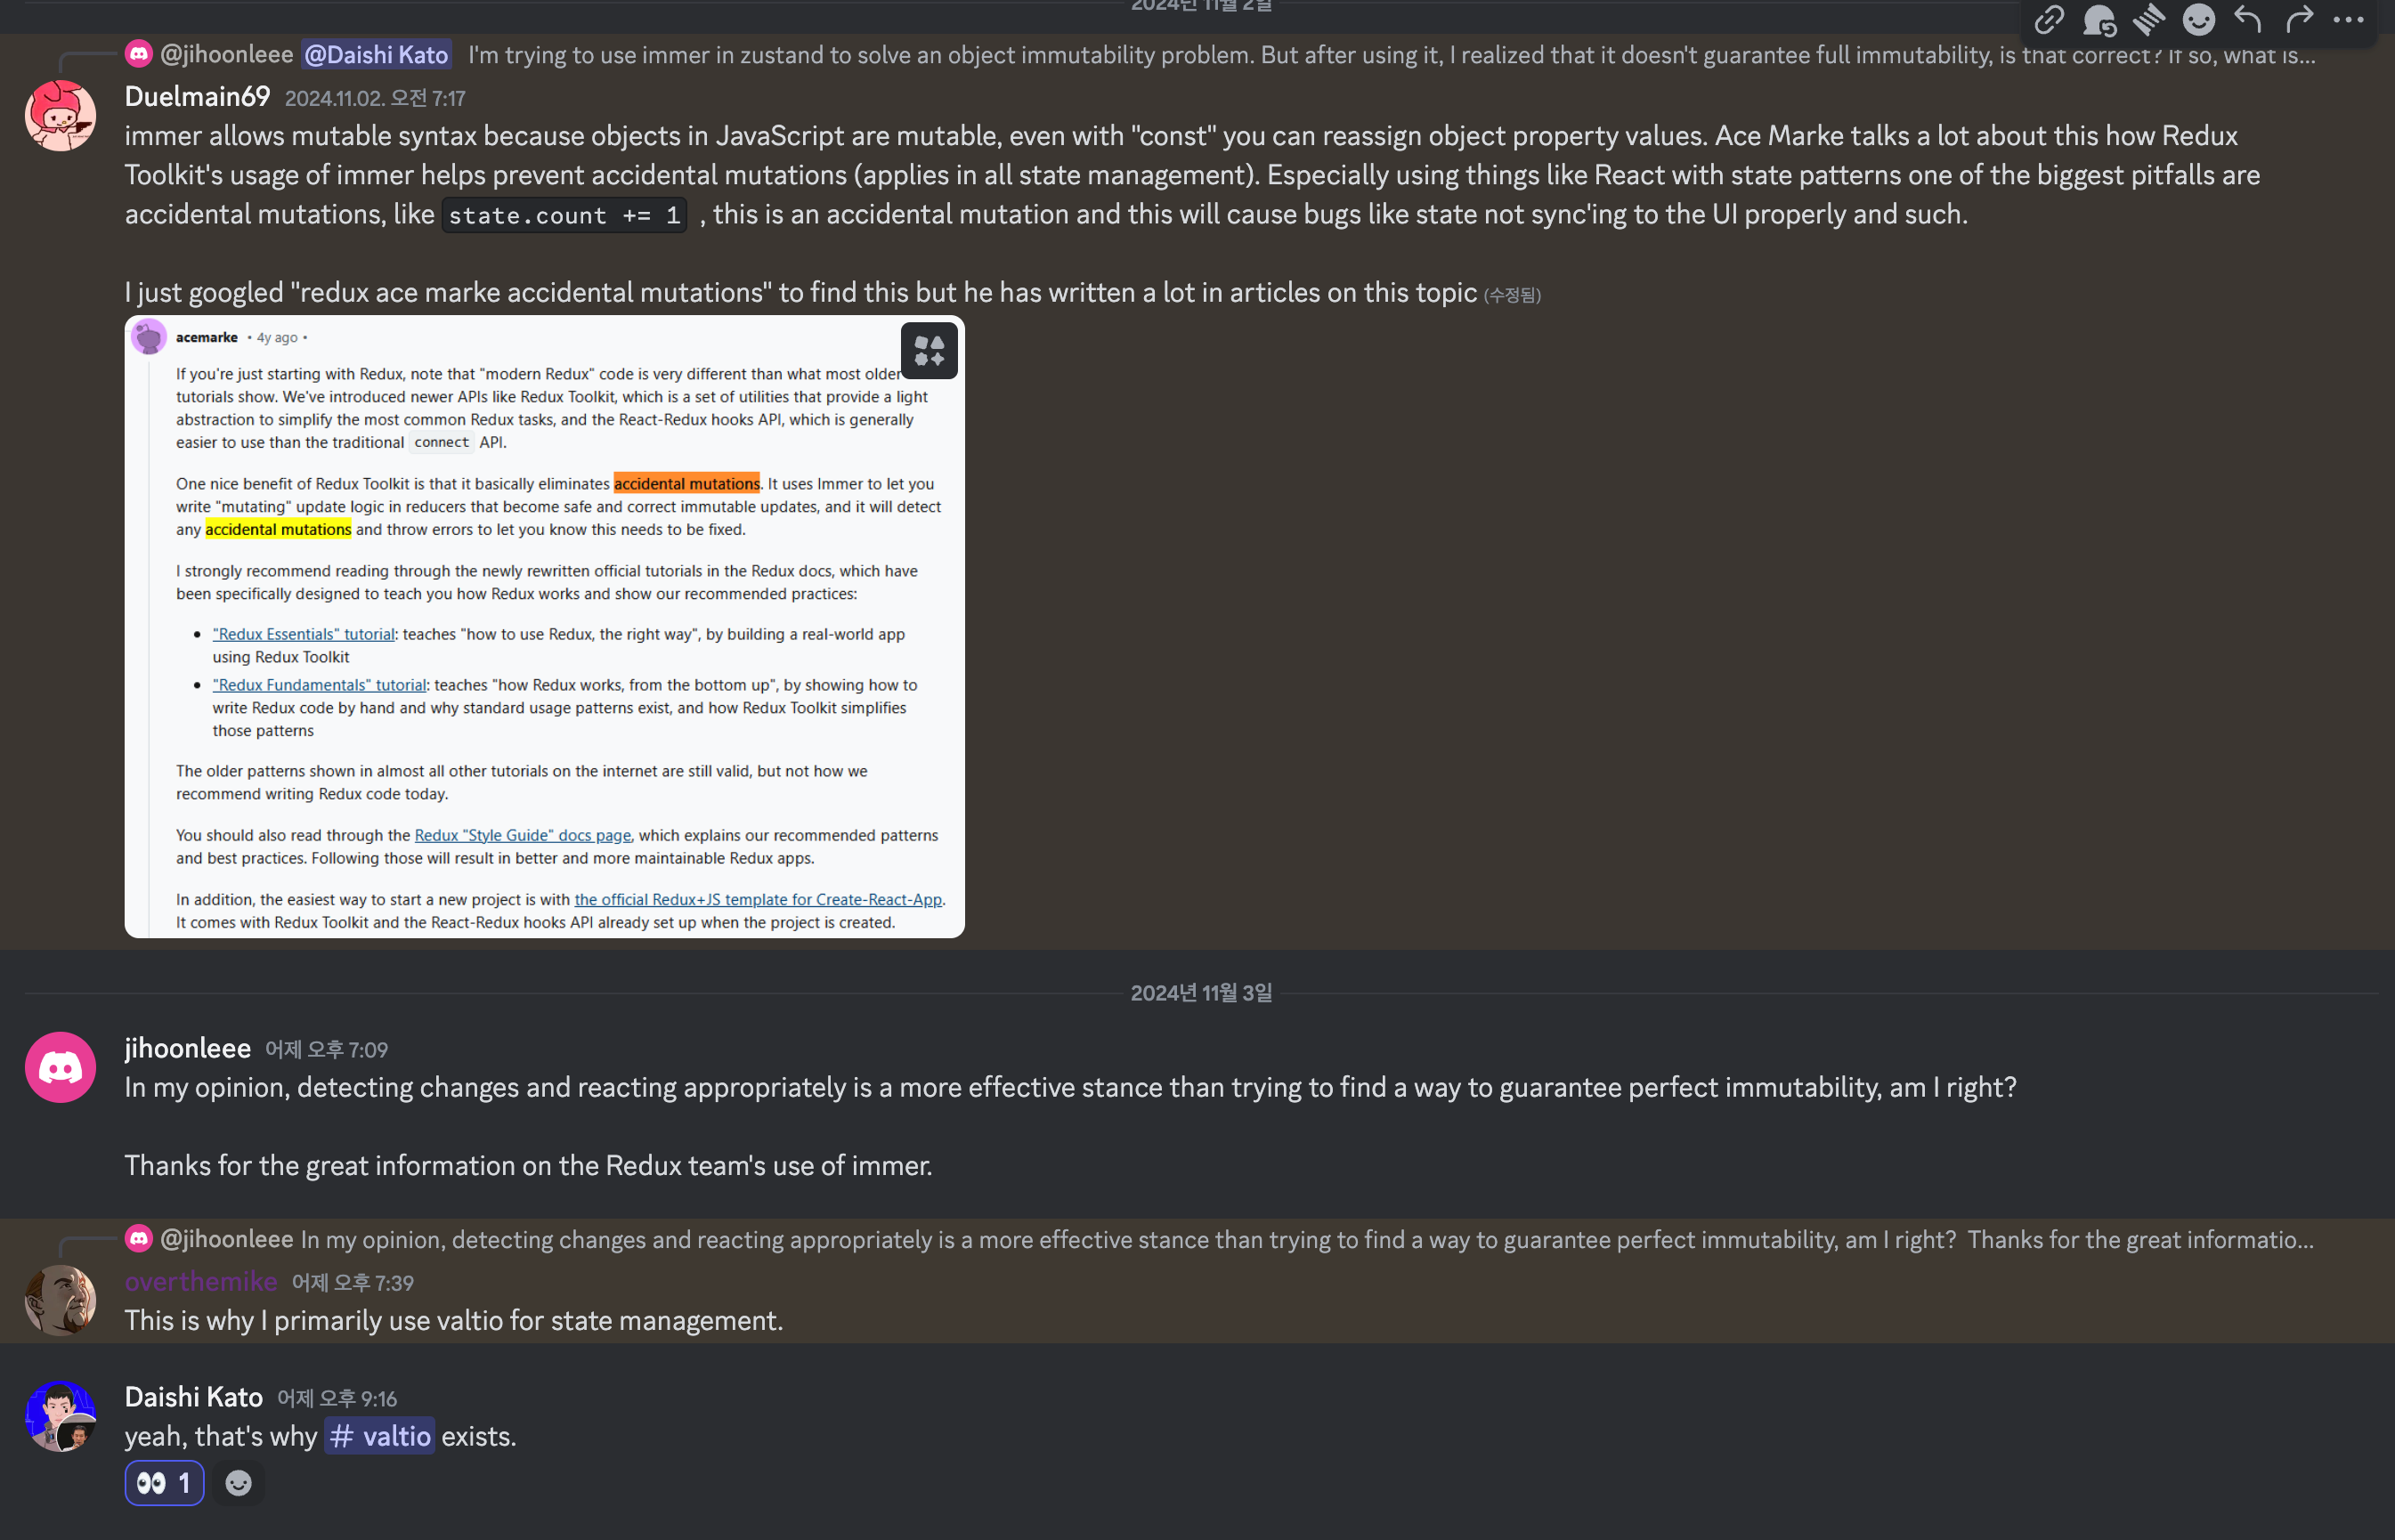 2024년 11월 2일
@jihoonleee @Daishi Kato I'm trying to use immer in zustand to solve an object immutability problem. But after using it, I realized that it doesn't guarantee full immutability, is that correct? If so, what is...
Duelmain69 2024.11.02. 오전 7:17
immer allows mutable syntax because objects in JavaScript are mutable, even with "const" you can reassign object property values. Ace Marke talks a lot about this how Redux
Toolkit's usage of immer helps prevent accidental mutations (applies in all state management). Especially using things like React with state patterns one of the biggest pitfalls are
accidental mutations, like state.count += 1 , this is an accidental mutation and this will cause bugs like state not sync'ing to the UI properly and such.
I just googled "redux ace marke accidental mutations" to find this but he has written a lot in articles on this topic (수정됨)
acemarke • 4y ago •
If you're just starting with Redux, note that "modern Redux" code is very different than what most older
tutorials show. We've introduced newer APIs like Redux Toolkit, which is a set of utilities that provide a light
abstraction to simplify the most common Redux tasks, and the React-Redux hooks API, which is generally
easier to use than the traditional connect API.
One nice benefit of Redux Toolkit is that it basically eliminates accidental mutations. It uses Immer to let you
write "mutating" update logic in reducers that become safe and correct immutable updates, and it will detect
any accidental mutations and throw errors to let you know this needs to be fixed.
I strongly recommend reading through the newly rewritten official tutorials in the Redux docs, which have
been specifically designed to teach you how Redux works and show our recommended practices:
• "Redux Essentials" tutorial: teaches "how to use Redux, the right way", by building a real-world app
using Redux Toolkit
• "Redux Fundamentals" tutorial: teaches "how Redux works, from the bottom up", by showing how to
write Redux code by hand and why standard usage patterns exist, and how Redux Toolkit simplifies
those patterns
The older patterns shown in almost all other tutorials on the internet are still valid, but not how we
recommend writing Redux code today.
You should also read through the Redux "Style Guide" docs page, which explains our recommended patterns
and best practices. Following those will result in better and more maintainable Redux apps.
In addition, the easiest way to start a new project is with the official Redux+JS template for Create-React-App.
It comes with Redux Toolkit and the React-Redux hooks API already set up when the project is created.
2024년 11월 3일
jihoonleee 어제 오후 7:09
In my opinion, detecting changes and reacting appropriately is a more effective stance than trying to find a way to guarantee perfect immutability, am I right?
Thanks for the great information on the Redux team's use of immer.
@jihoonleee In my opinion, detecting changes and reacting appropriately is a more effective stance than trying to find a way to guarantee perfect immutability, am I right? Thanks for the great informatio...
overthemike 어제 오후 7:39
This is why I primarily use valtio for state management.
Daishi Kato 어제 오후 9:16
yeah, that's why # valtio exists.
👀 1